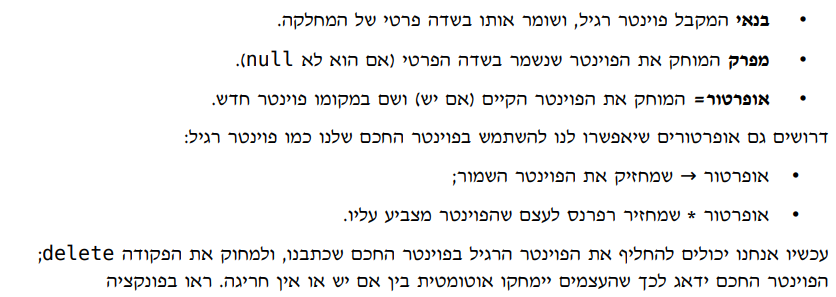 • בנאי המקבל פוינטר רגיל, ושומר אותו בשדה פרטי של המחלקה.
• מפרק המוחק את הפוינטר שנשמר בשדה הפרטי (אם הוא לא null).
• אופרטור= המוחק את הפוינטר הקיים (אם יש) ושם במקומו פוינטר חדש.
דרושים גם אופרטורים שיאפשרו לנו להשתמש בפוינטר החכם שלנו כמו פוינטר רגיל:
• אופרטור → שמחזיק את הפוינטר השמור;
• אופרטור * שמחזיר רפרנס לעצם שהפוינטר מצביע עליו.
עכשיו אנחנו יכולים להחליף את הפוינטר הרגיל בפוינטר החכם שכתבנו, ולמחוק את הפקודה delete;
הפוינטר החכם ידאג לכך שהעצמים יימחקו אוטומטית בין אם יש או אין חריגה. ראו בפונקציה